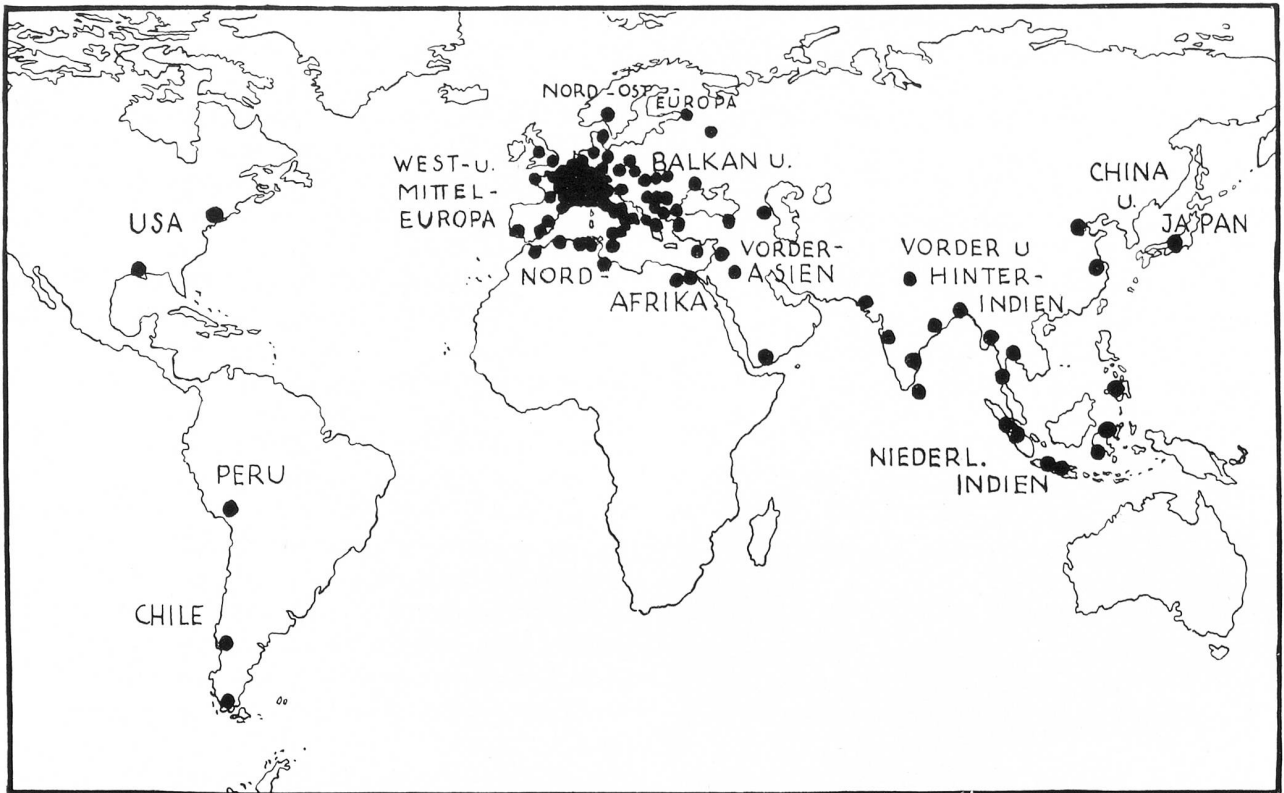 NORD-OST-
EUROPA
WEST-U.
MITTEL-
EUROPA
BALKAN U.
VORDER-
ASIEN
NORD-
AFRIKA
USA
PERU
CHILE
CHINA
U.
JAPAN
VORDER U
HINTER-
INDIEN
NIEDERL.
INDIEN